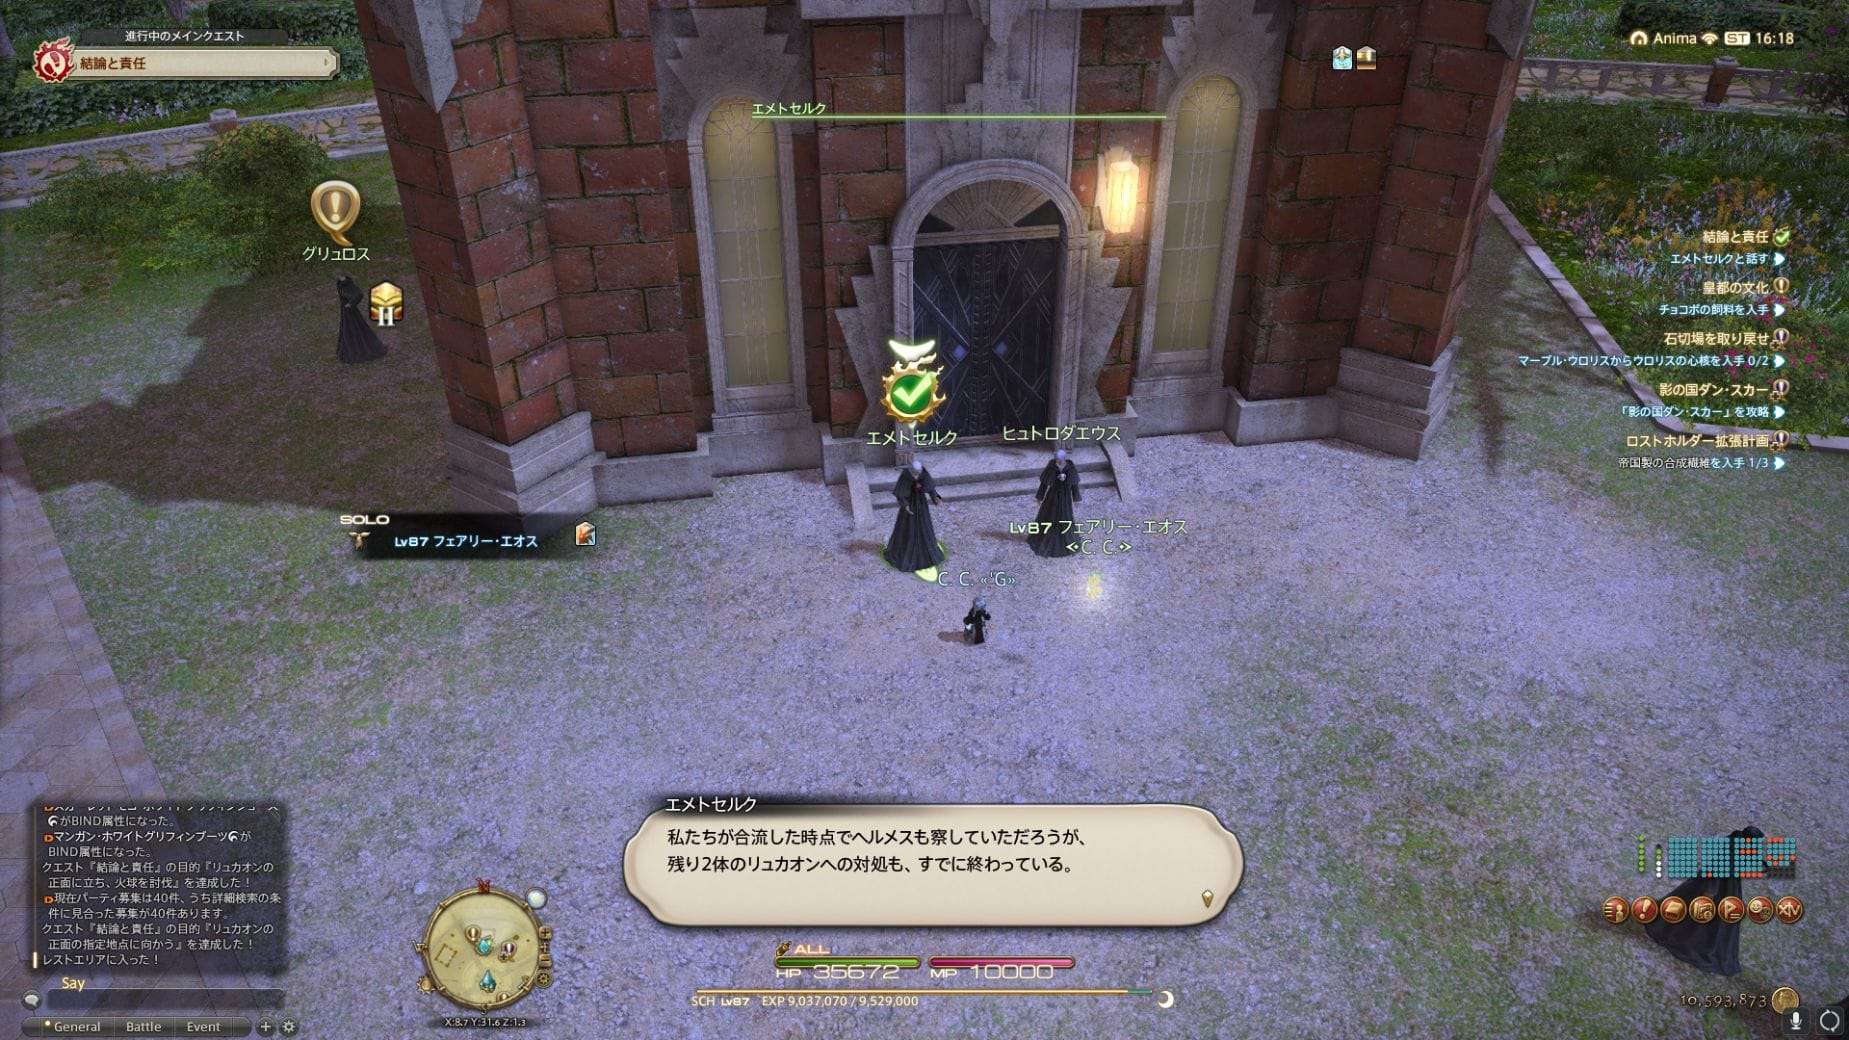 進行中のメインクエスト
結論と責任
Anima ST 16:18
エメトセルク
グリュロス
II
結論と責任
エメトセルクと話す
皇都の文化
チョコボの飼料を入手
石切場を取り戻せ
マーブル・ウロリスからウロリスの心核を入手 0/2
影の国ダン・スカー
「影の国ダン・スカー」を攻略
ロストホルダー拡張計画
帝国製の合成繊維を入手 1/3
エメトセルク
ヒュトロダエウス
SOLO
Lv87 フェアリー・エオス
Lv87 フェアリー・エオス
C. C.
C. C. «'G»
エメトセルク
私たちが合流した時点でヘルメスも察していただろうが、
残り2体のリュカオンへの対処も、すでに終わっている。
がBIND属性になった。
マンガン・ホワイトグリフィンブーツが
BIND属性になった。
クエスト『結論と責任』の目的『リュカオンの
正面に立ち、火球を討伐』を達成した！
現在パーティ募集は40件、うち詳細検索の条
件に見合った募集が40件あります。
クエスト『結論と責任』の目的『リュカオンの
正面の指定地点に向かう』を達成した！
レストエリアに入った！
Say
General Battle Event
N
X:8.7 Y:31.6 Z:1.3
ALL
HP 35672 MP 10000
SCH Lv87 EXP 9,037,070 / 9,529,000
XIV
10,593,873